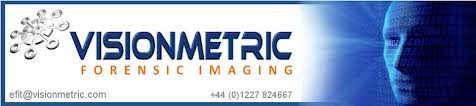 VISIONMETRIC
FORENSIC IMAGING
efit@visionmetric.com +44 (0)1227 824667